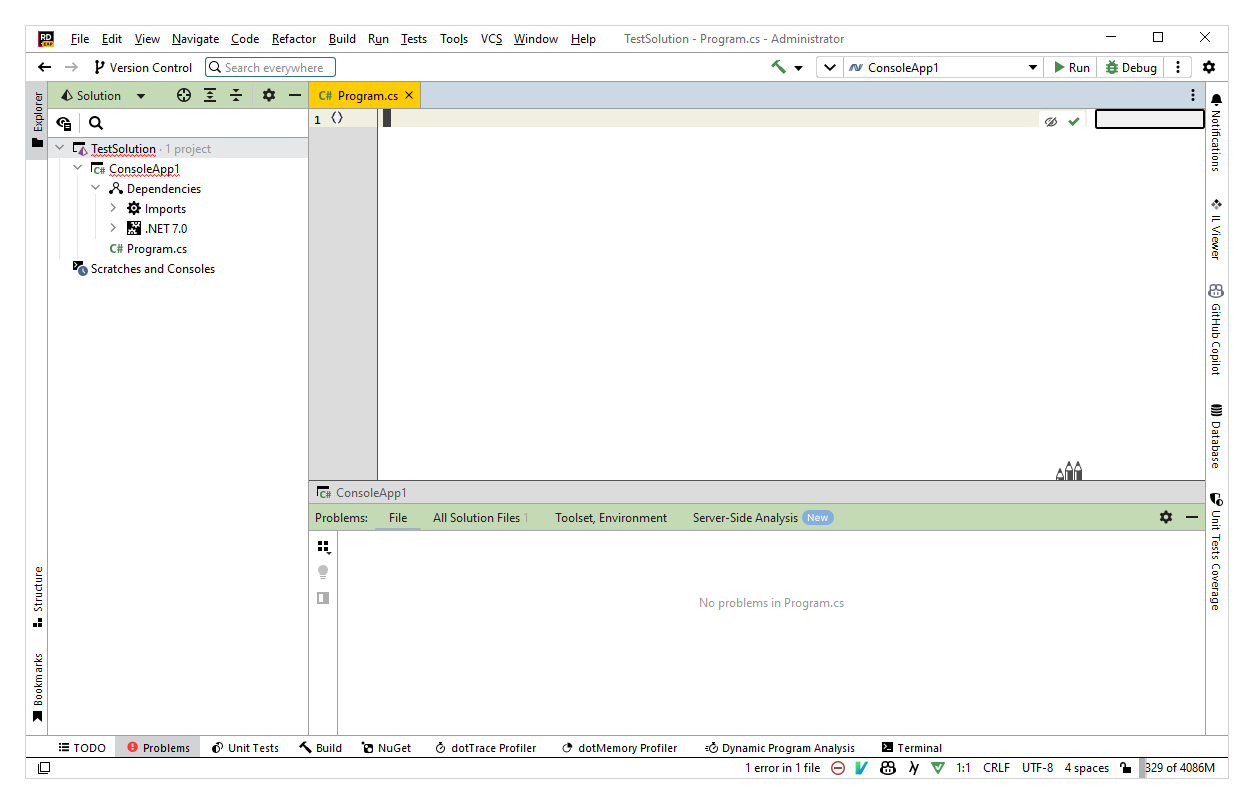 RD EAP File Edit View Navigate Code Refactor Build Run Tests Tools VCS Window Help TestSolution - Program.cs - Administrator
Version Control Search everywhere ConsoleApp1 Run Debug
Explorer
Solution
C# Program.cs
1 <>
TestSolution · 1 project
C# ConsoleApp1
Dependencies
Imports
.NET 7.0
C# Program.cs
Scratches and Consoles
Structure
Bookmarks
C# ConsoleApp1
Problems: File All Solution Files 1 Toolset, Environment Server-Side Analysis New
No problems in Program.cs
Notifications
IL Viewer
GitHub Copilot
Database
Unit Tests Coverage
TODO Problems Unit Tests Build NuGet dotTrace Profiler dotMemory Profiler Dynamic Program Analysis Terminal
1 error in 1 file 1:1 CRLF UTF-8 4 spaces 329 of 4086M